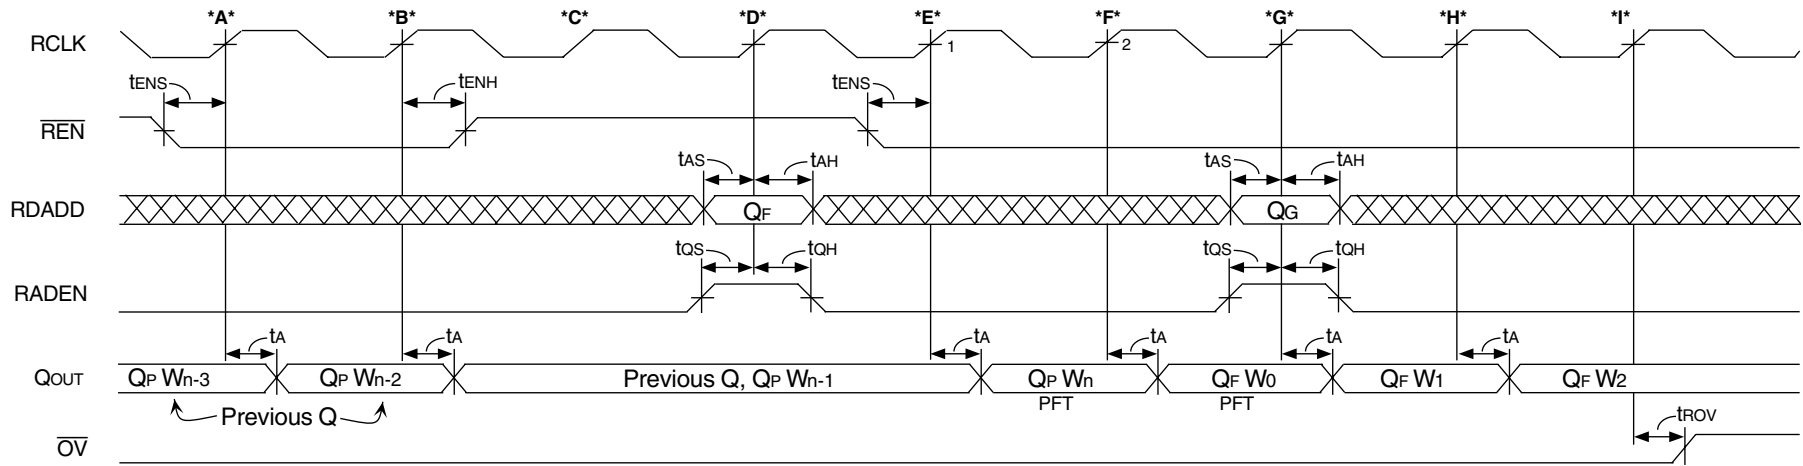 *A* *B* *C* *D* *E* *F* *G* *H* *I*
RCLK 1 2
tENS tENH tENS
REN
tAS tAH tAS tAH
RDADD QF QG
tQS tQH tQS tQH
RADEN
tA tA tA tA tA tA
QOUT QP Wn-3 QP Wn-2 Previous Q, QP Wn-1 QP Wn QF W0 QF W1 QF W2
PFT PFT
Previous Q
tROV
OV